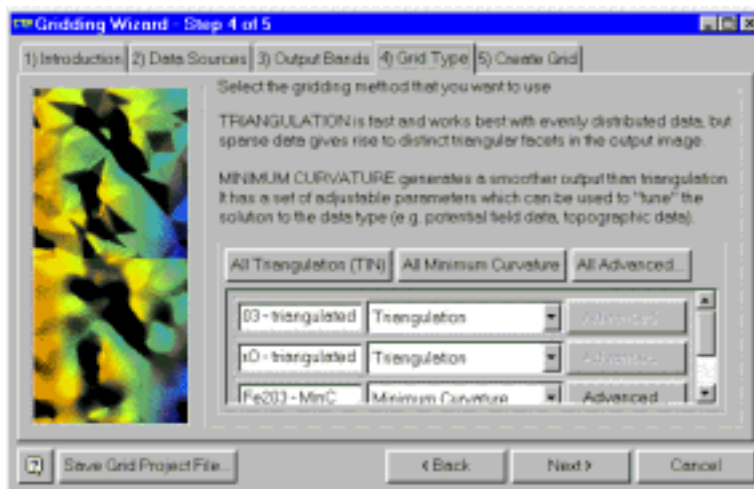 Gridding Wizard - Step 4 of 5
1) Introduction 2) Data Sources 3) Output Bands 4) Grid Type 5) Create Grid
Select the gridding method that you want to use
TRIANGULATION is fast and works best with evenly distributed data, but
sparse data gives rise to distinct triangular facets in the output image.
MINIMUM CURVATURE generates a smoother output than triangulation.
It has a set of adjustable parameters which can be used to "tune" the
solution to the data type (e.g. potential field data, topographic data).
All Triangulation (TIN) All Minimum Curvature All Advanced...
03 - triangulated Triangulation Advanced...
- triangulated Triangulation Advanced...
Fe203 - MinC Minimum Curvature Advanced...
Save Grid Project File... < Back Next > Cancel